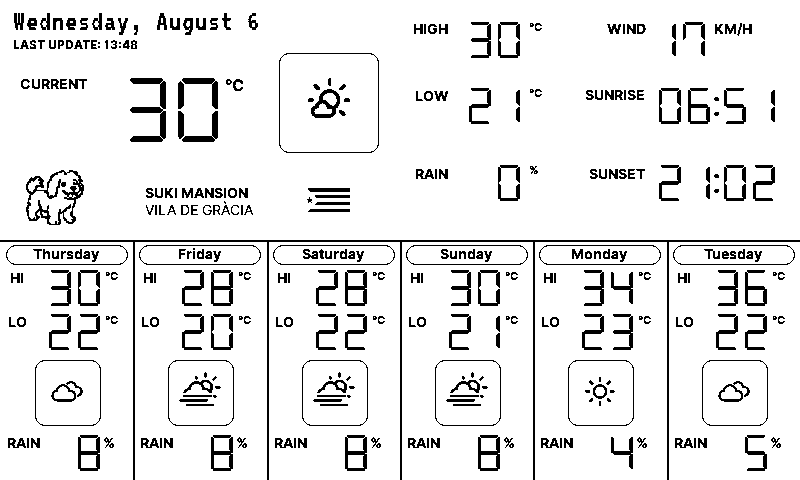 Wednesday, August 6
LAST UPDATE: 13:48
CURRENT 30 °C
HIGH 30 °C
LOW 21 °C
RAIN 0 %
WIND 17 KM/H
SUNRISE 06:51
SUNSET 21:02
SUKI MANSION
VILA DE GRÀCIA
Thursday
HI 30 °C
LO 22 °C
RAIN 8 %
Friday
HI 28 °C
LO 20 °C
RAIN 8 %
Saturday
HI 28 °C
LO 22 °C
RAIN 8 %
Sunday
HI 30 °C
LO 21 °C
RAIN 8 %
Monday
HI 34 °C
LO 23 °C
RAIN 4 %
Tuesday
HI 36 °C
LO 22 °C
RAIN 5 %